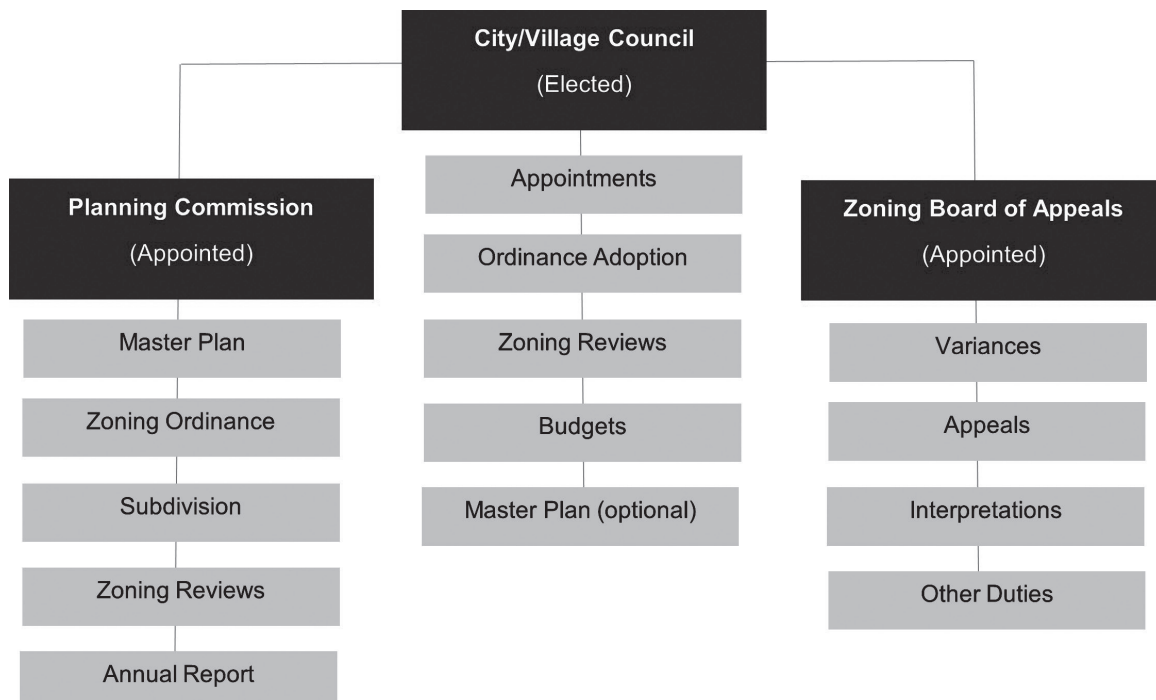 City/Village Council
(Elected)
Planning Commission
(Appointed)
Master Plan
Zoning Ordinance
Subdivision
Zoning Reviews
Annual Report
Appointments
Ordinance Adoption
Zoning Reviews
Budgets
Master Plan (optional)
Zoning Board of Appeals
(Appointed)
Variances
Appeals
Interpretations
Other Duties